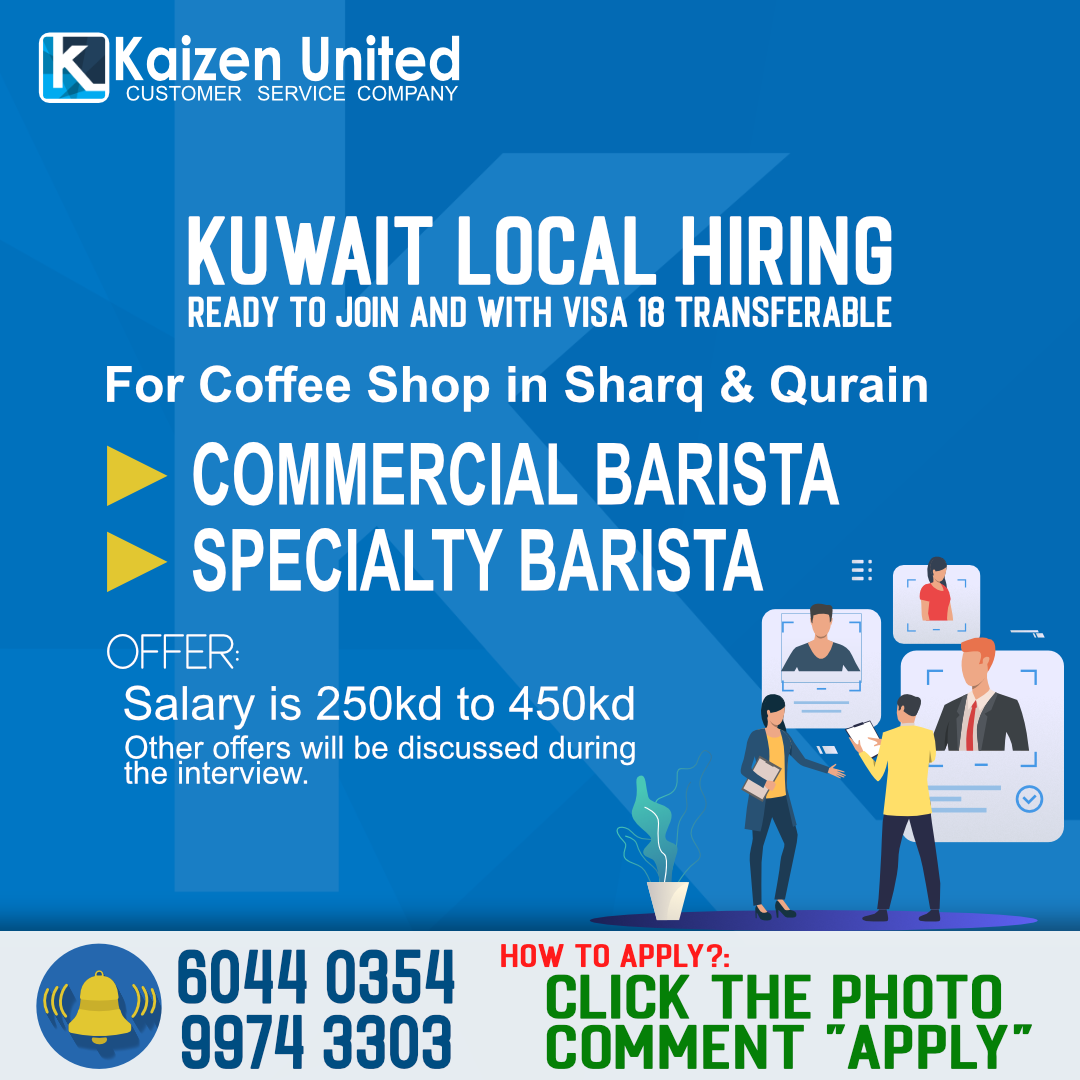 K Kaizen United
CUSTOMER SERVICE COMPANY
KUWAIT LOCAL HIRING
READY TO JOIN AND WITH VISA 18 TRANSFERABLE
For Coffee Shop in Sharq & Qurain
COMMERCIAL BARISTA
SPECIALTY BARISTA
OFFER:
Salary is 250kd to 450kd
Other offers will be discussed during
the interview.
6044 0354
9974 3303
HOW TO APPLY?:
CLICK THE PHOTO
COMMENT "APPLY"